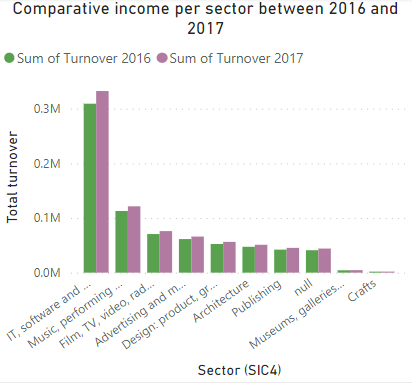 Comparative income per sector between 2016 and
2017
Sum of Turnover 2016 Sum of Turnover 2017
Total turnover
0.3M
0.2M
0.1M
0.0M
IT, software and ...
Music, performing ...
Film, TV, video, rad...
Advertising and m...
Design: product, gr...
Architecture
Publishing
null
Museums, galleries...
Crafts
Sector (SIC4)